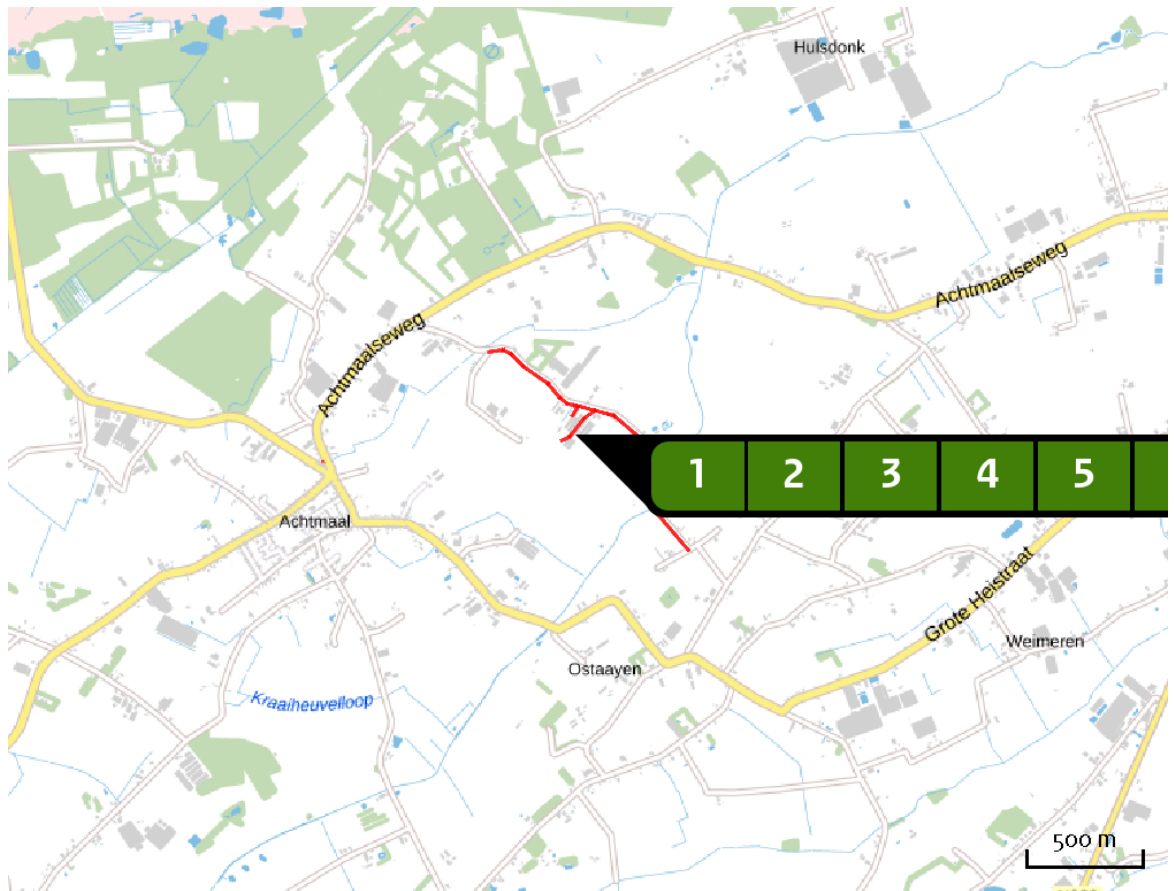 Hulsdonk
Achtmaalseweg
Achtmaalseweg
1 2 3 4 5
Achtmaal
Grote Heistraat
Weimeren
Ostaayen
Kraaiheuvelloop
500 m